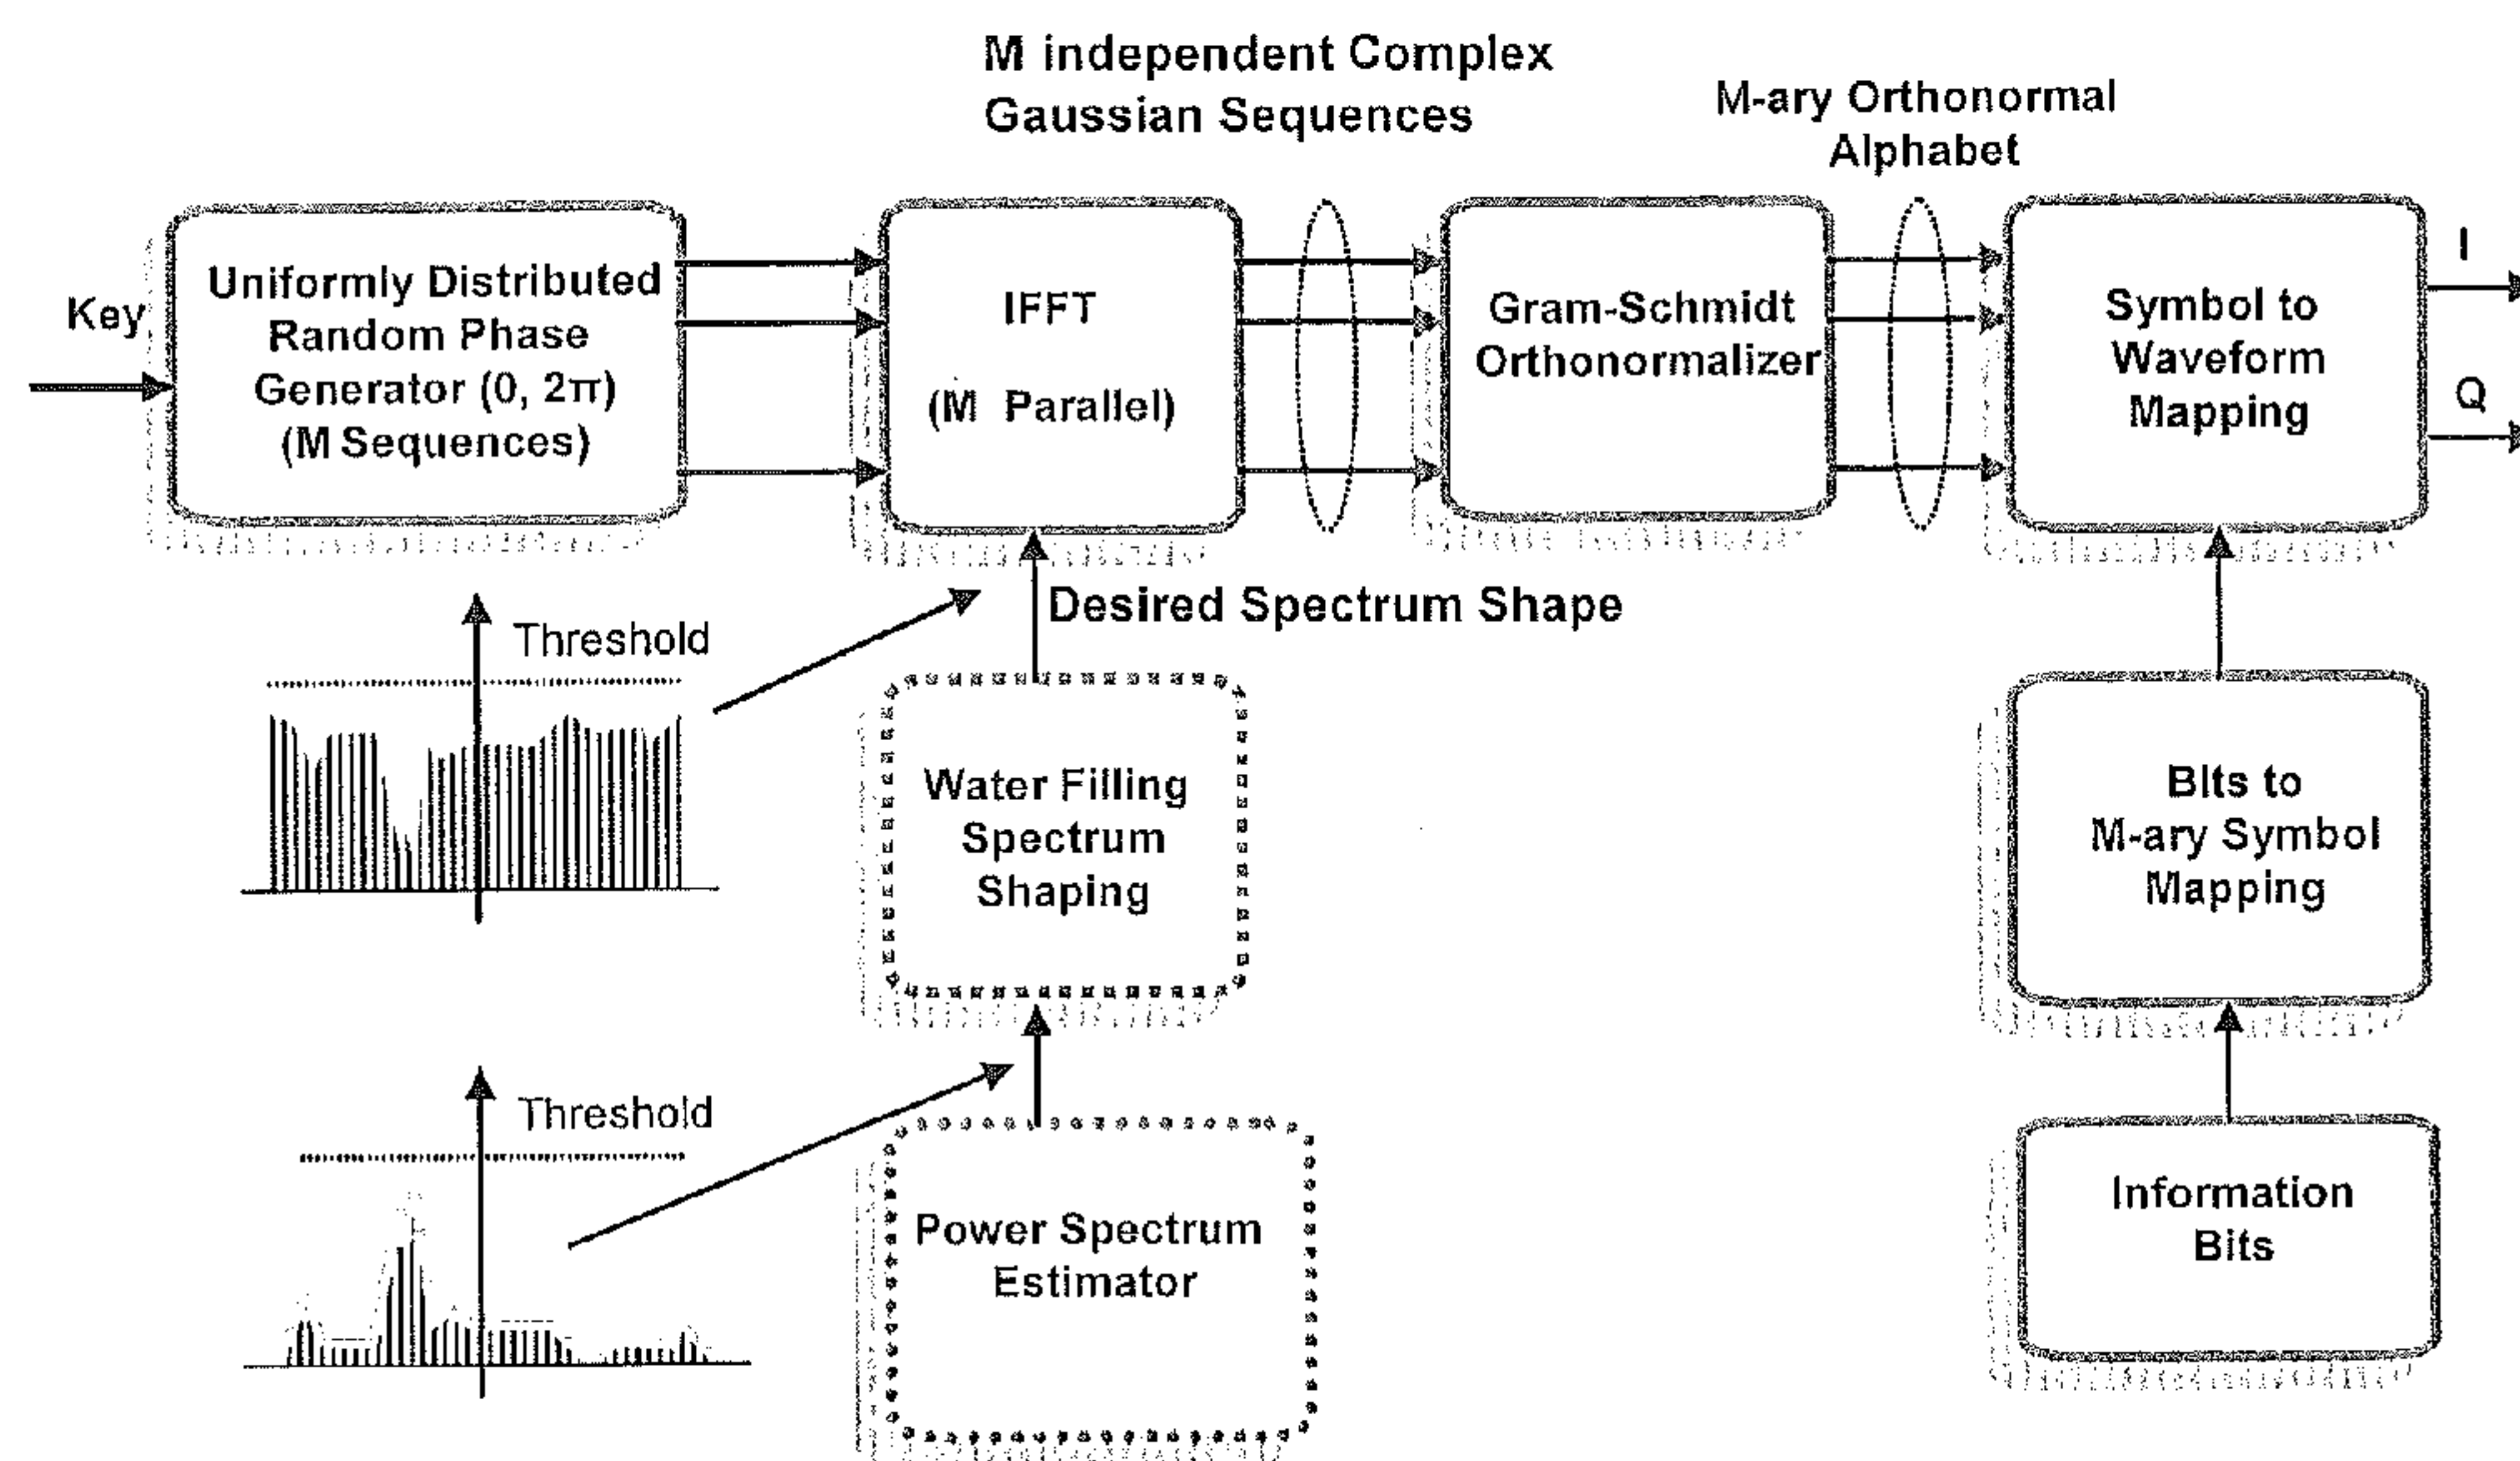 M independent Complex
Gaussian Sequences
M-ary Orthonormal
Alphabet
Key
Uniformly Distributed
Random Phase
Generator (0, 2π)
(M Sequences)
IFFT
(M Parallel)
Gram-Schmidt
Orthonormalizer
Symbol to
Waveform
Mapping
I
Q
Desired Spectrum Shape
Threshold
Water Filling
Spectrum
Shaping
BIts to
M-ary Symbol
Mapping
Threshold
Power Spectrum
Estimator
Information
Bits